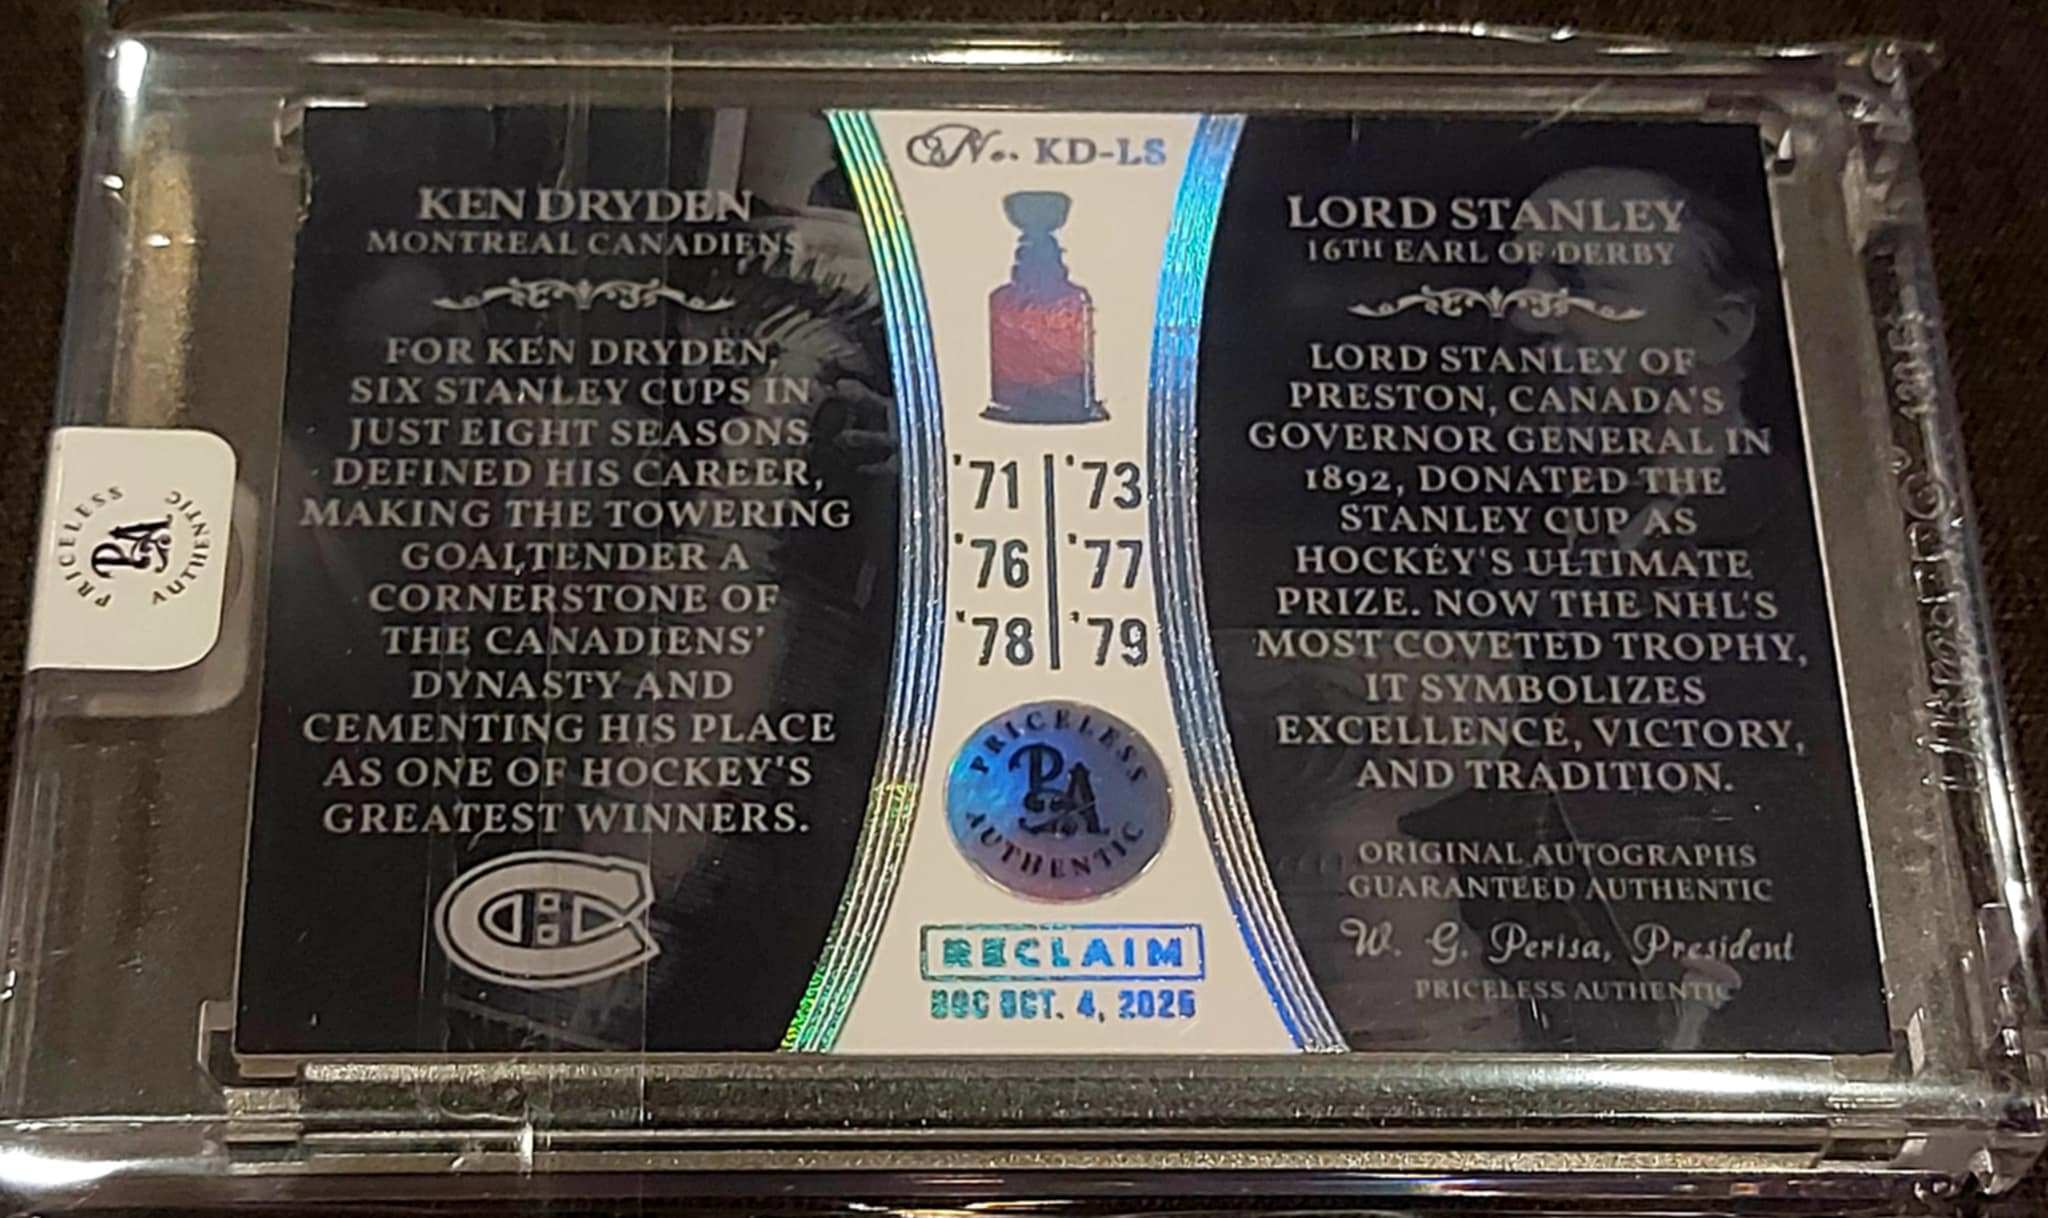 No. KD-LS
KEN DRYDEN
MONTREAL CANADIENS
FOR KEN DRYDEN,
SIX STANLEY CUPS IN
JUST EIGHT SEASONS
DEFINED HIS CAREER,
MAKING THE TOWERING
GOALTENDER A
CORNERSTONE OF
THE CANADIENS'
DYNASTY AND
CEMENTING HIS PLACE
AS ONE OF HOCKEY'S
GREATEST WINNERS.
'71 '73
'76 '77
'78 '79
PRICELESS
PA
AUTHENTIC
RECLAIM
OCT. 4, 2025
LORD STANLEY
16TH EARL OF DERBY
LORD STANLEY OF
PRESTON, CANADA'S
GOVERNOR GENERAL IN
1892, DONATED THE
STANLEY CUP AS
HOCKEY'S ULTIMATE
PRIZE. NOW THE NHL'S
MOST COVETED TROPHY,
IT SYMBOLIZES
EXCELLENCE, VICTORY,
AND TRADITION.
ORIGINAL AUTOGRAPHS
GUARANTEED AUTHENTIC
W. G. Perisa, President
PRICELESS AUTHENTIC
PRICELESS
PA
AUTHENTIC